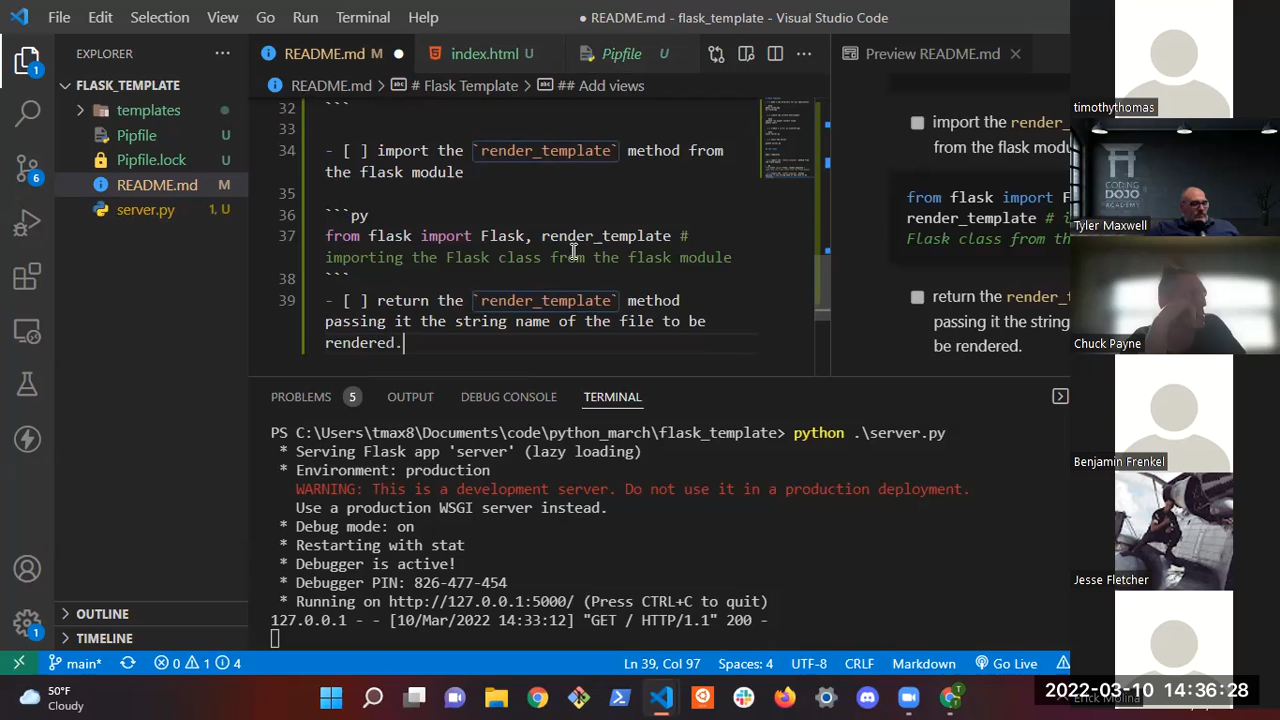 File Edit Selection View Go Run Terminal Help ● README.md - flask_template - Visual Studio Code
EXPLORER ···
README.md M ●
index.html U
Pipfile U
···
Preview README.md
FLASK_TEMPLATE
README.md > # Flask Template > ## Add views
templates
Pipfile U
Pipfile.lock U
README.md M
server.py 1, U
1
6
1
32 ```
33
34 - [ ] import the `render_template` method from
the flask module
35
36 ```py
37 from flask import Flask, render_template #
importing the Flask class from the flask module
38 ```
39 - [ ] return the `render_template` method
passing it the string name of the file to be
rendered.
import the render_
from the flask modu
from flask import F
render_template # i
Flask class from th
return the render_t
passing it the string
be rendered.
PROBLEMS 5 OUTPUT DEBUG CONSOLE TERMINAL
PS C:\Users\tmax8\Documents\code\python_march\flask_template> python .\server.py
* Serving Flask app 'server' (lazy loading)
* Environment: production
WARNING: This is a development server. Do not use it in a production deployment.
Use a production WSGI server instead.
* Debug mode: on
* Restarting with stat
* Debugger is active!
* Debugger PIN: 826-477-454
* Running on http://127.0.0.1:5000/ (Press CTRL+C to quit)
127.0.0.1 - - [10/Mar/2022 14:33:12] "GET / HTTP/1.1" 200 -
OUTLINE
TIMELINE
main* 0 1 4 Ln 39, Col 97 Spaces: 4 UTF-8 CRLF Markdown Go Live
50°F
Cloudy
timothythomas
CODING
DOJO
ACADEMY
Tyler Maxwell
Chuck Payne
Benjamin Frenkel
Jesse Fletcher
Erick Molina
2022-03-10 14:36:28